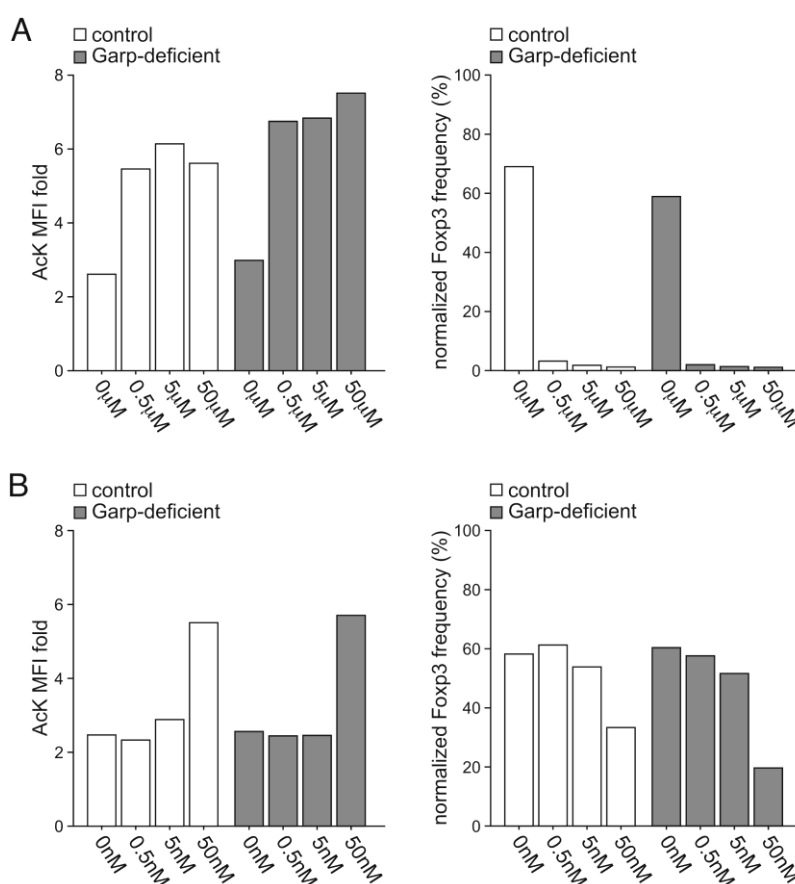 A
control
Garp-deficient
AcK MFI fold
8
6
4
2
0
0μM
0.5μM
5μM
50μM
0μM
0.5μM
5μM
50μM
control
Garp-deficient
normalized Foxp3 frequency (%)
100
80
60
40
20
0
0μM
0.5μM
5μM
50μM
0μM
0.5μM
5μM
50μM
B
control
Garp-deficient
AcK MFI fold
8
6
4
2
0
0nM
0.5nM
5nM
50nM
0nM
0.5nM
5nM
50nM
control
Garp-deficient
normalized Foxp3 frequency (%)
100
80
60
40
20
0
0nM
0.5nM
5nM
50nM
0nM
0.5nM
5nM
50nM